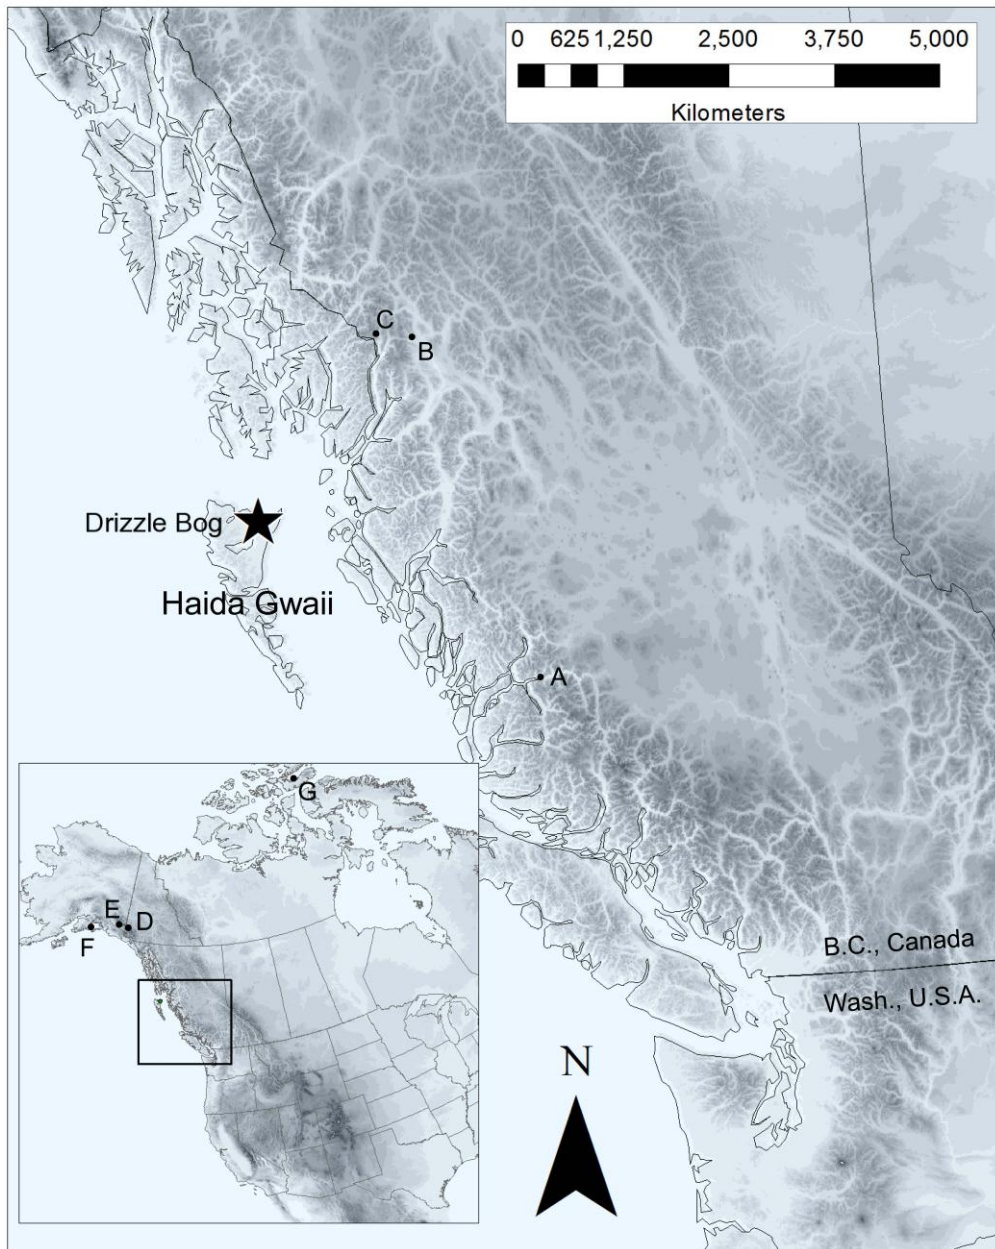 0 625 1,250 2,500 3,750 5,000
Kilometers
C
B
Drizzle Bog
Haida Gwaii
A
G
E
D
F
B.C., Canada
Wash., U.S.A.
N